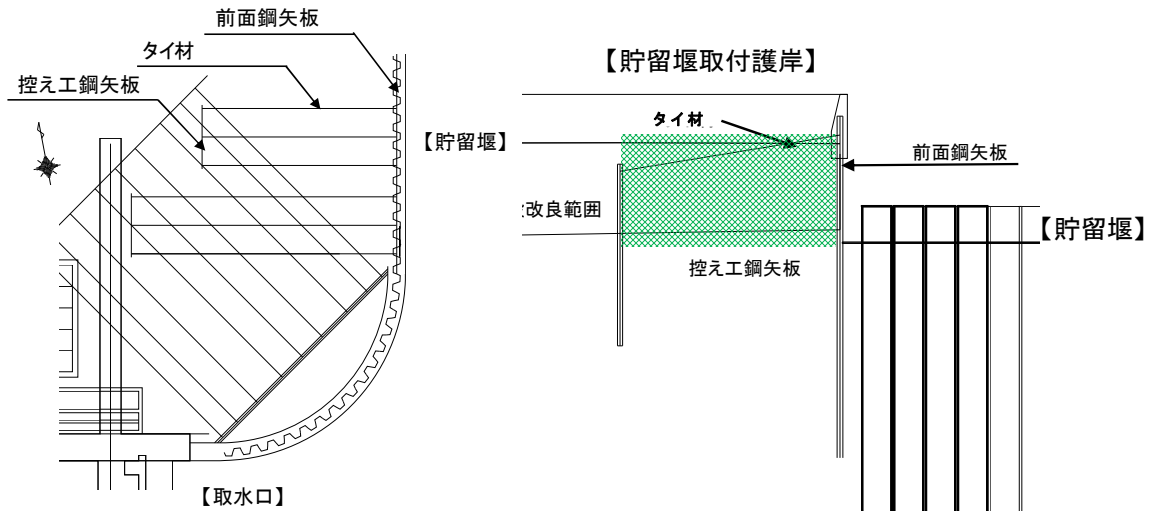 前面鋼矢板
タイ材
控え工鋼矢板
【貯留堰】
【取水口】
【貯留堰取付護岸】
タイ材
前面鋼矢板
改良範囲
【貯留堰】
控え工鋼矢板